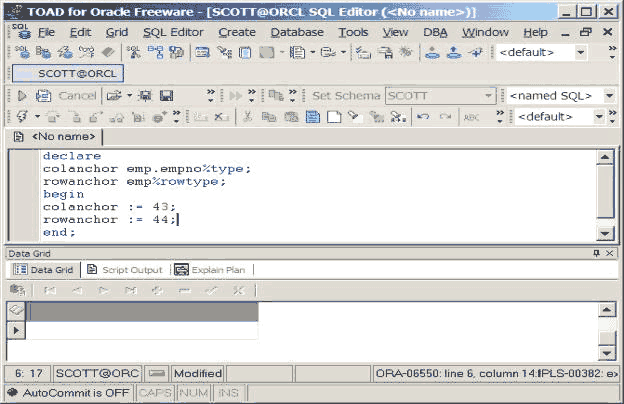 TOAD for Oracle Freeware - [SCOTT@ORCL SQL Editor (<No name>)]
File Edit Grid SQL Editor Create Database Tools View DBA Window Help
SQL SQL <default>
SCOTT@ORCL
Cancel Set Schema SCOTT <named SQL>
ABC <default>
<No name>
declare
colanchor emp.empno%type;
rowanchor emp%rowtype;
begin
colanchor := 43;
rowanchor := 44;
end;
Data Grid
Data Grid Script Output Explain Plan
6: 17 SCOTT@ORC Modified ORA-06550: line 6, column 14: PLS-00382: ex
AutoCommit is OFF CAPS NUM INS